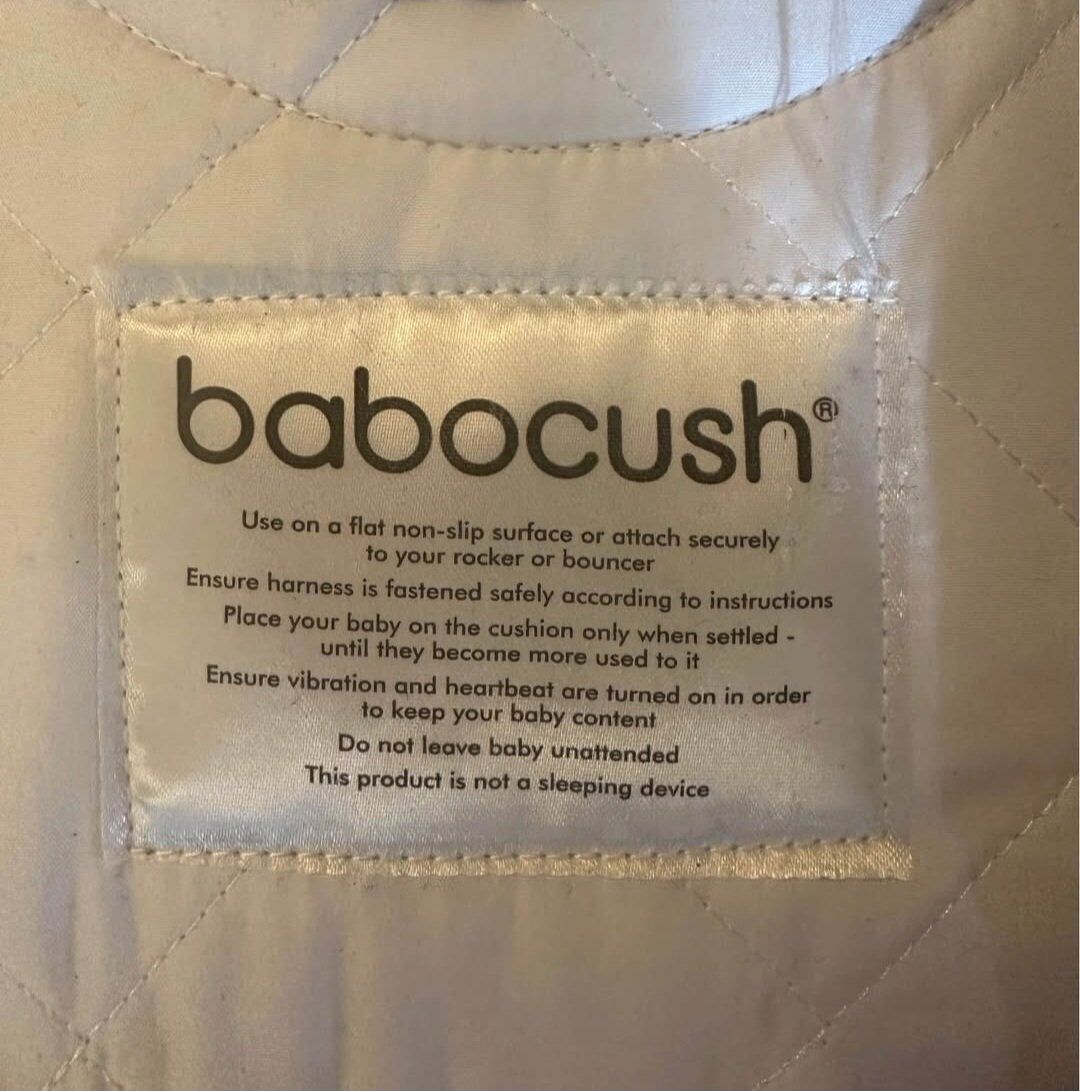 babocush®
Use on a flat non-slip surface or attach securely
to your rocker or bouncer
Ensure harness is fastened safely according to instructions
Place your baby on the cushion only when settled -
until they become more used to it
Ensure vibration and heartbeat are turned on in order
to keep your baby content
Do not leave baby unattended
This product is not a sleeping device